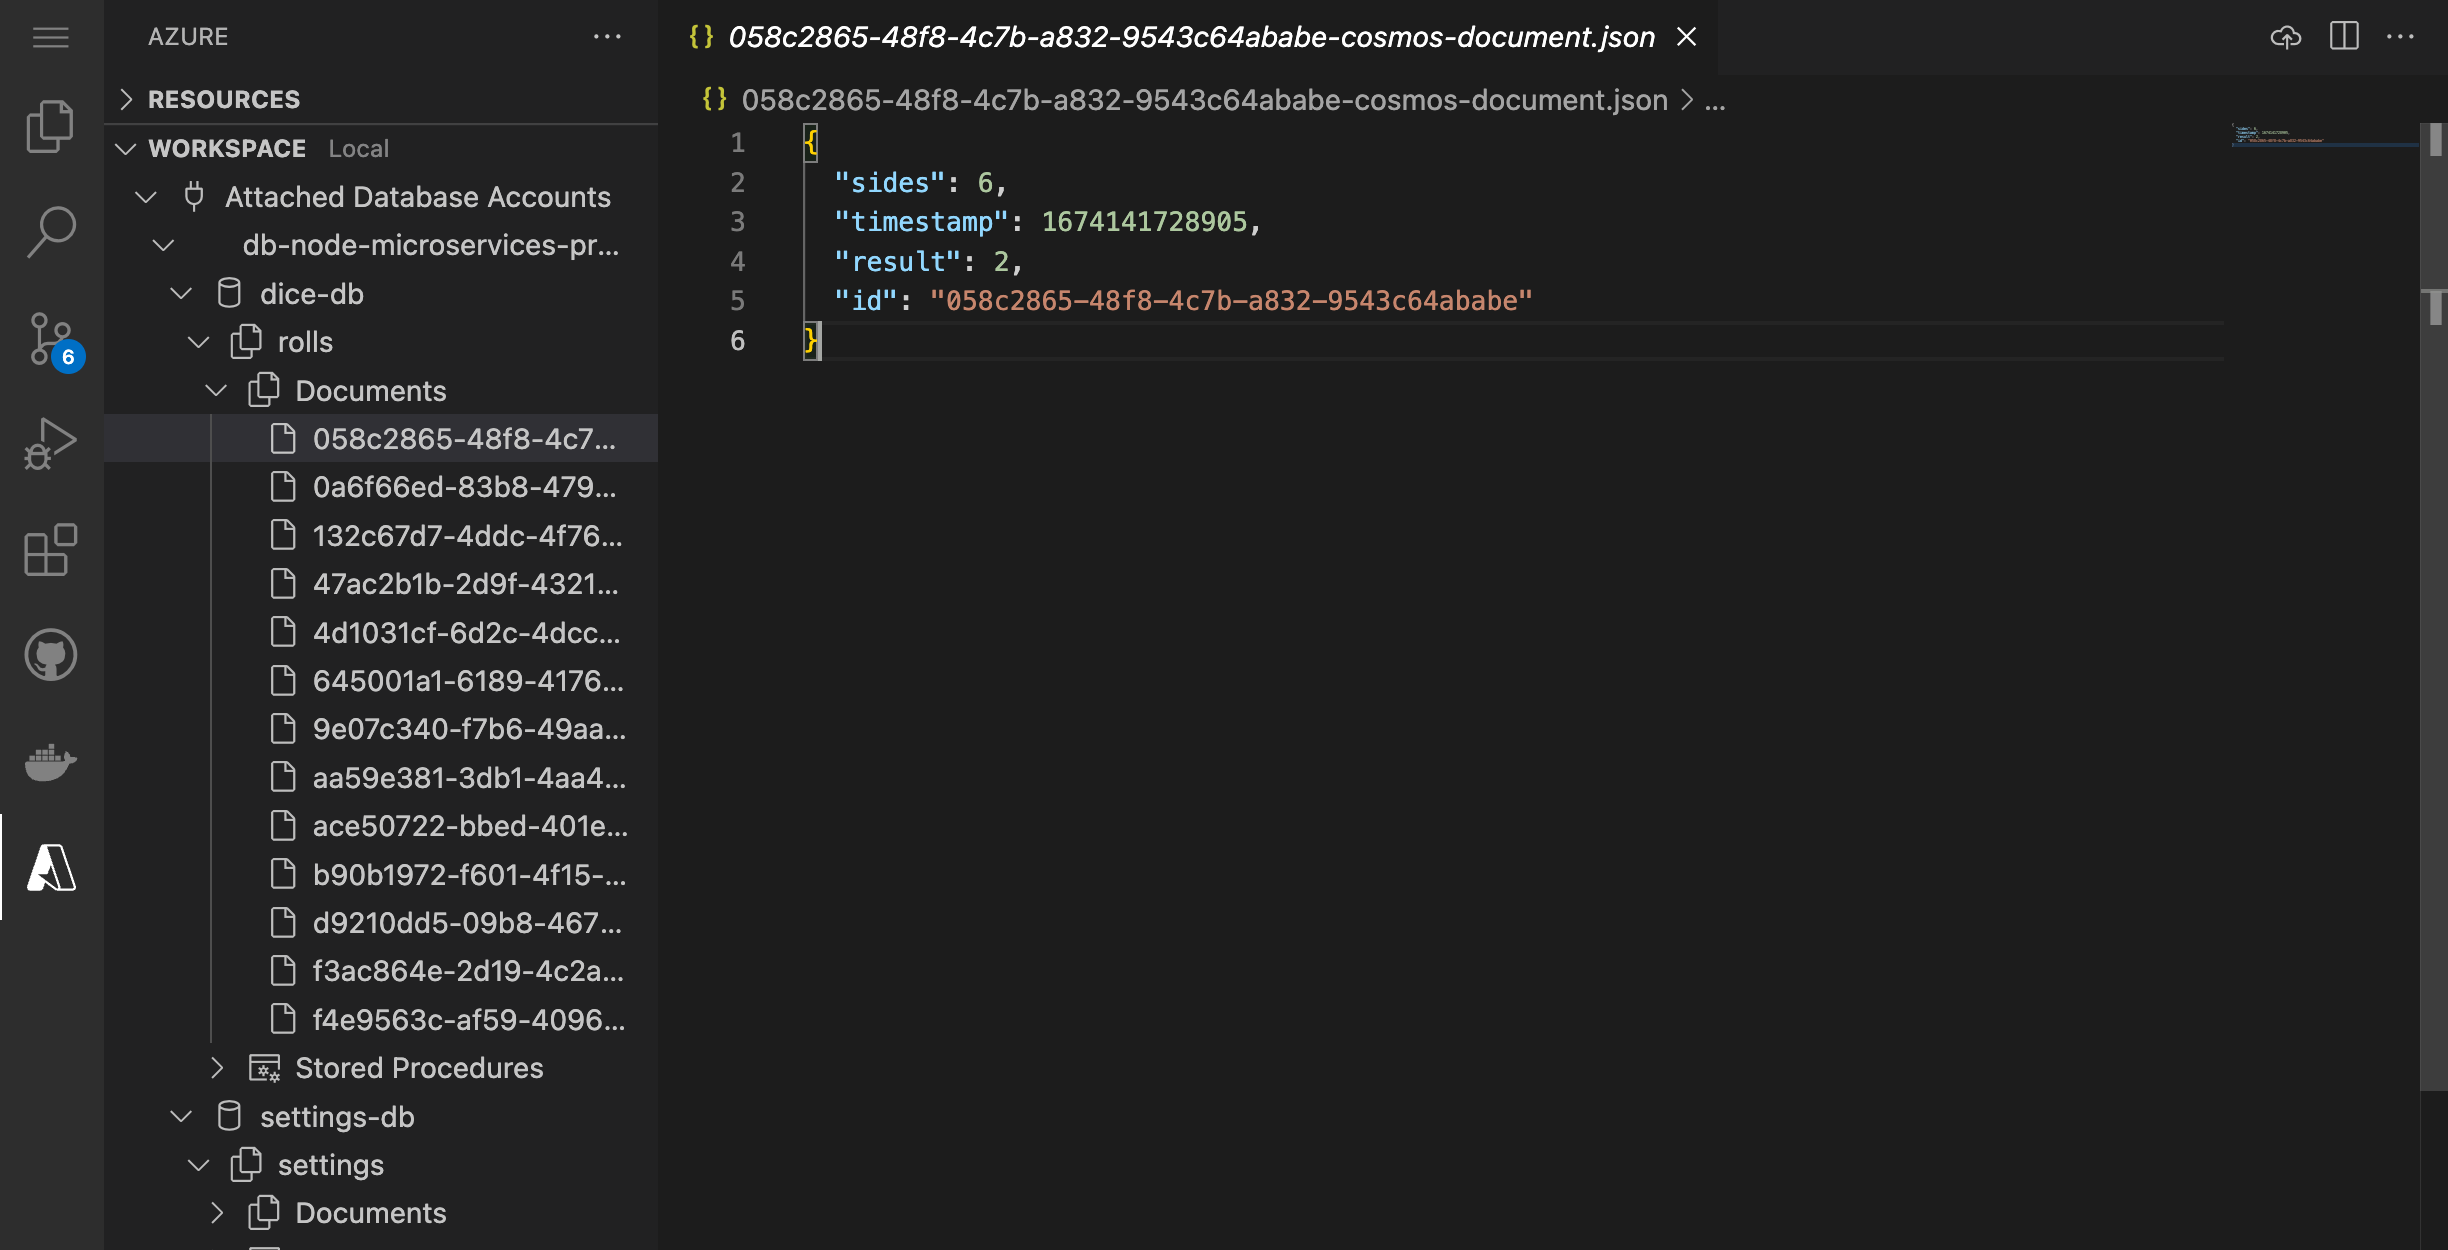 AZURE
RESOURCES
WORKSPACE Local
Attached Database Accounts
db-node-microservices-pr...
dice-db
rolls
Documents
058c2865-48f8-4c7...
0a6f66ed-83b8-479...
132c67d7-4ddc-4f76...
47ac2b1b-2d9f-4321...
4d1031cf-6d2c-4dcc...
645001a1-6189-4176...
9e07c340-f7b6-49aa...
aa59e381-3db1-4aa4...
ace50722-bbed-401e...
b90b1972-f601-4f15-...
d9210dd5-09b8-467...
f3ac864e-2d19-4c2a...
f4e9563c-af59-4096...
Stored Procedures
settings-db
settings
Documents
6
{} 058c2865-48f8-4c7b-a832-9543c64ababe-cosmos-document.json
{} 058c2865-48f8-4c7b-a832-9543c64ababe-cosmos-document.json > ...
1 {
2 "sides": 6,
3 "timestamp": 1674141728905,
4 "result": 2,
5 "id": "058c2865-48f8-4c7b-a832-9543c64ababe"
6 }